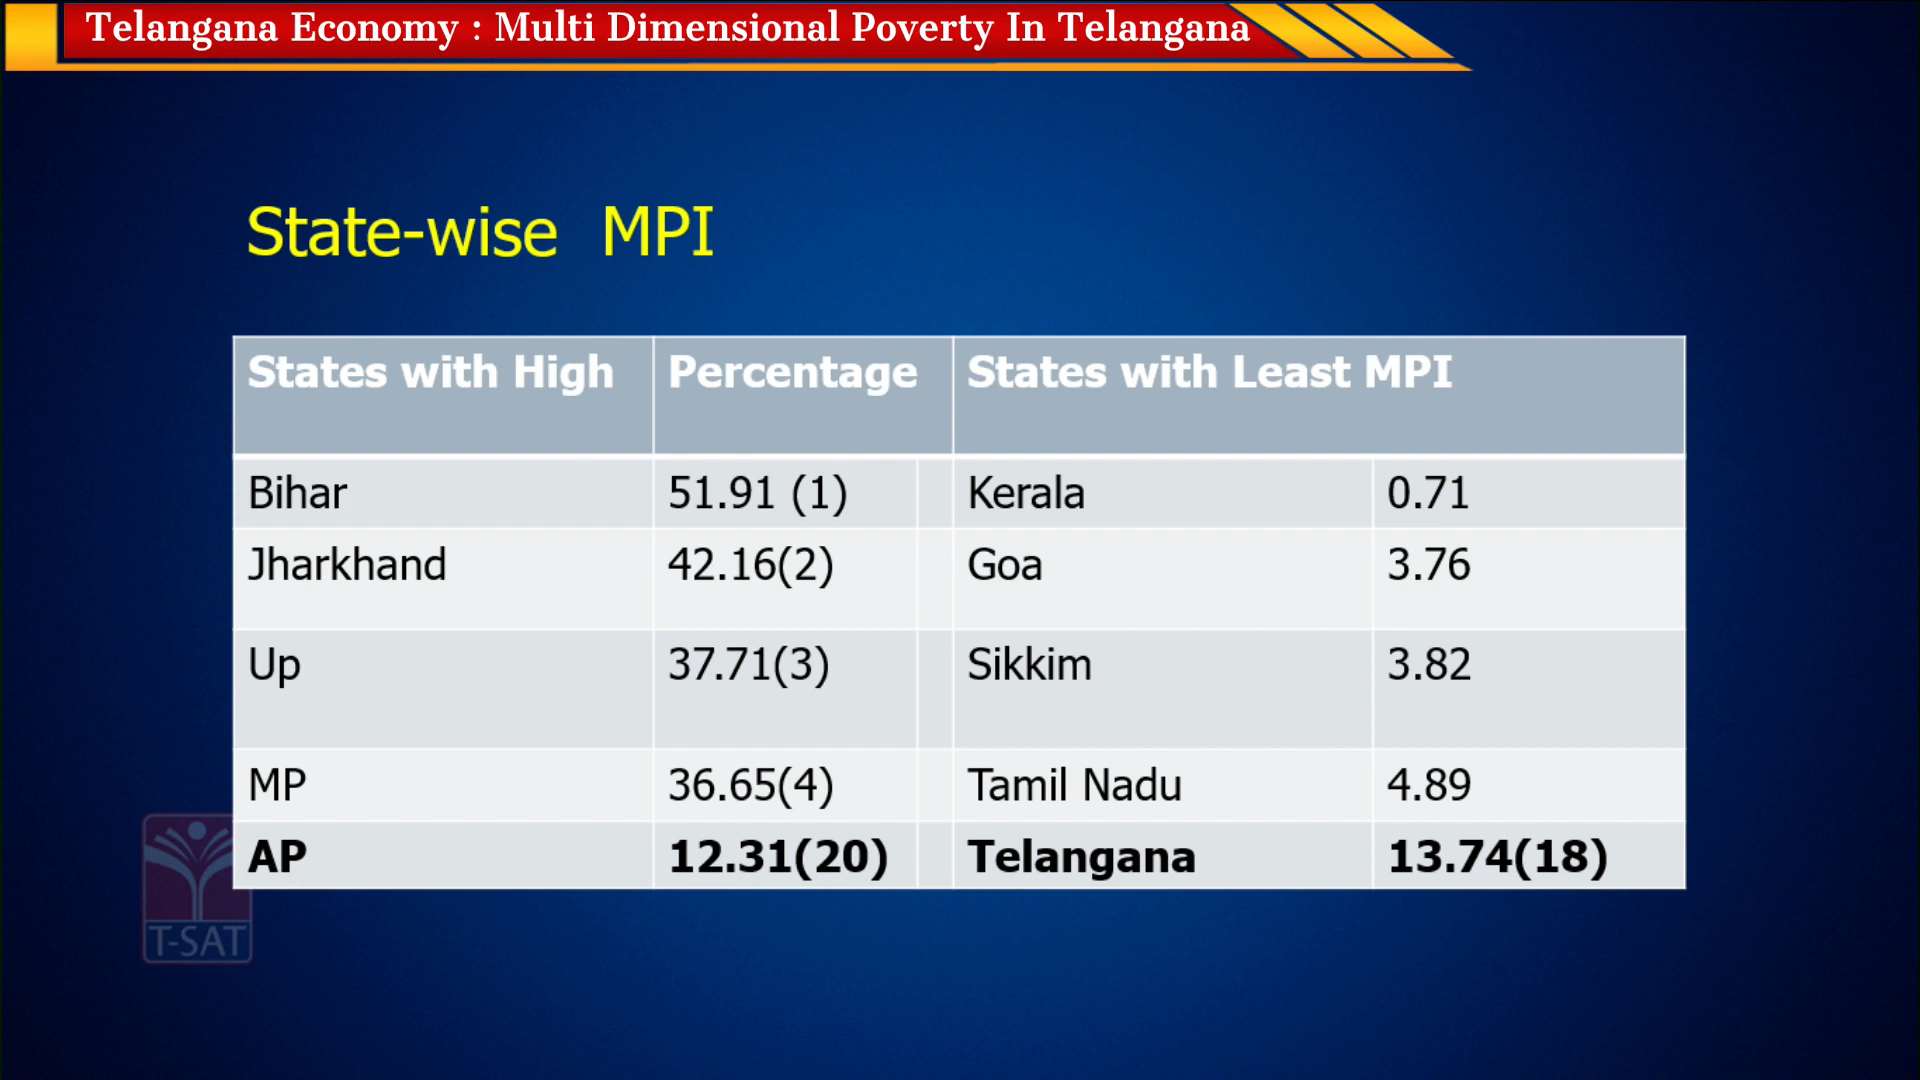 Telangana Economy : Multi Dimensional Poverty In Telangana
State-wise MPI
States with High Percentage States with Least MPI
Bihar 51.91 (1) Kerala 0.71
Jharkhand 42.16(2) Goa 3.76
Up 37.71(3) Sikkim 3.82
MP 36.65(4) Tamil Nadu 4.89
AP 12.31(20) Telangana 13.74(18)
T-SAT